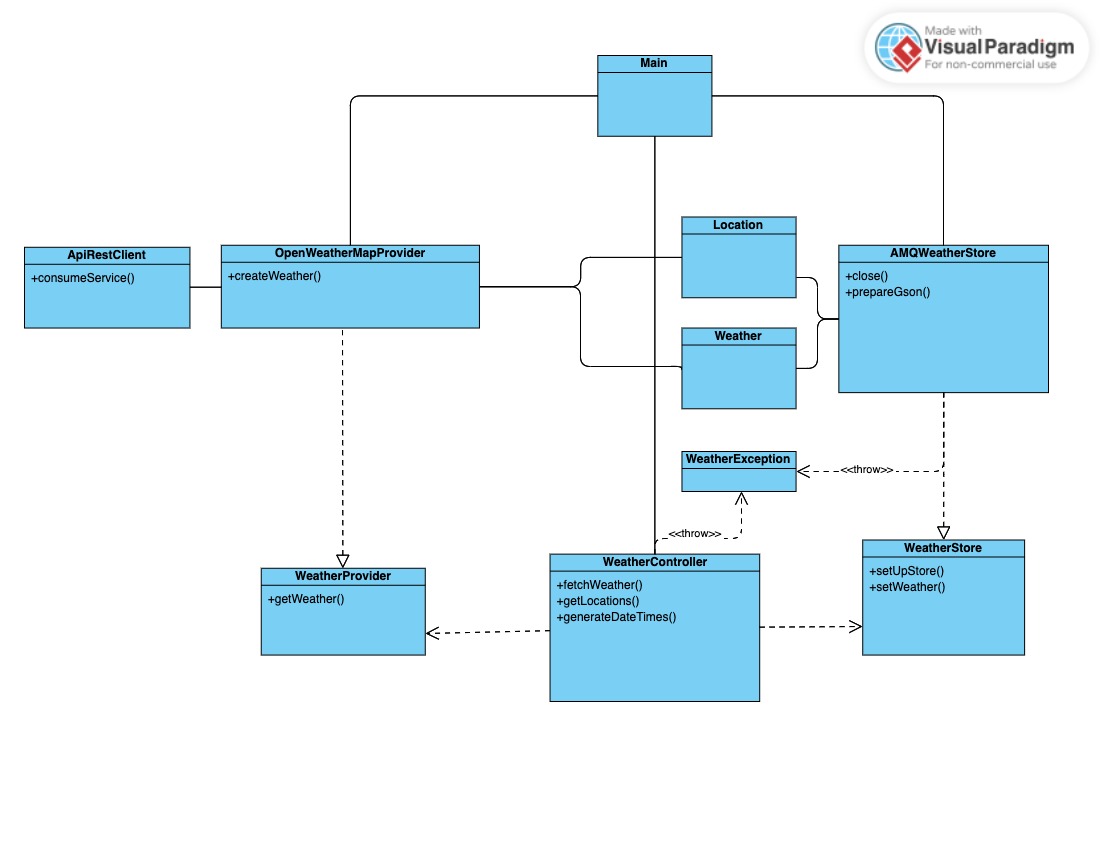 Made with
Visual Paradigm
For non-commercial use
Main
Location
ApiRestClient
+consumeService()
OpenWeatherMapProvider
+createWeather()
AMQWeatherStore
+close()
+prepareGson()
Weather
WeatherException
<<throw>>
<<throw>>
WeatherStore
+setUpStore()
+setWeather()
WeatherController
+fetchWeather()
+getLocations()
+generateDateTimes()
WeatherProvider
+getWeather()